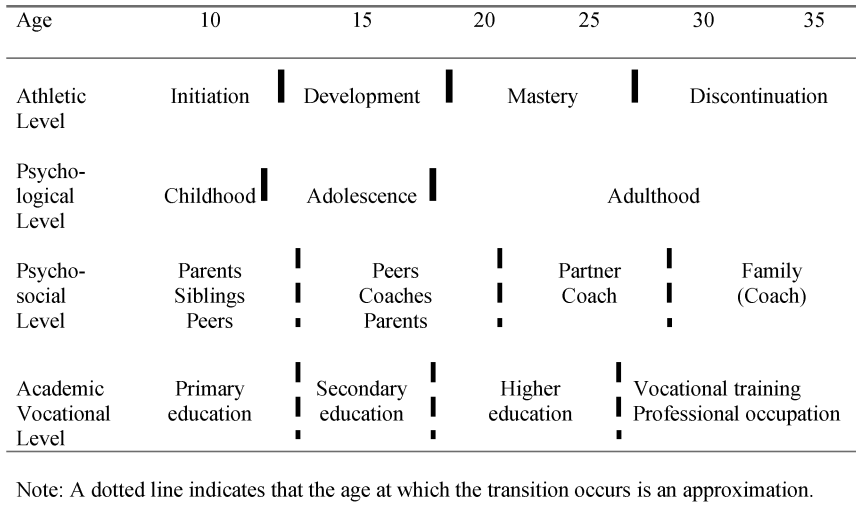 Age 10 15 20 25 30 35
Athletic Level Initiation Development Mastery Discontinuation
Psycho-
logical
Level
Childhood Adolescence Adulthood
Psycho-
social
Level
Parents
Siblings
Peers
Peers
Coaches
Parents
Partner
Coach
Family
(Coach)
Academic
Vocational
Level
Primary
education
Secondary
education
Higher
education
Vocational training
Professional occupation
Note: A dotted line indicates that the age at which the transition occurs is an approximation.